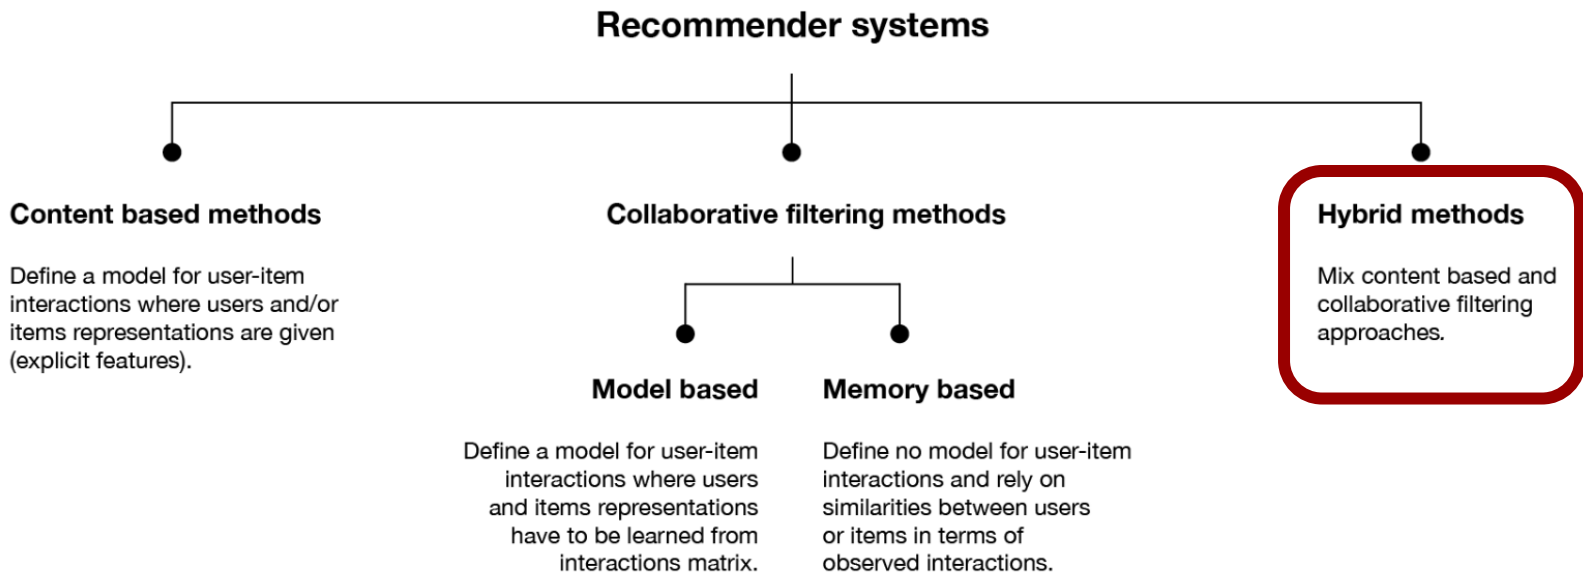 Recommender systems
Content based methods
Define a model for user-item
interactions where users and/or
items representations are given
(explicit features).
Collaborative filtering methods
Model based
Define a model for user-item
interactions where users
and items representations
have to be learned from
interactions matrix.
Memory based
Define no model for user-item
interactions and rely on
similarities between users
or items in terms of
observed interactions.
Hybrid methods
Mix content based and
collaborative filtering
approaches.